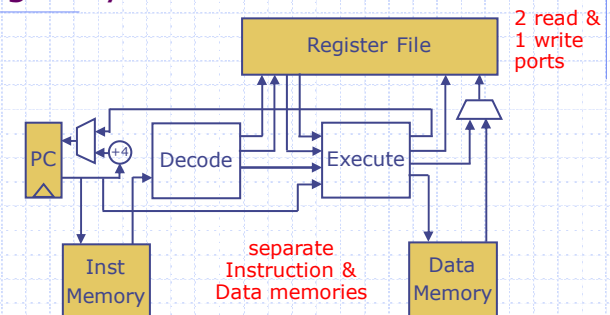 2 read &
1 write
ports
Register File
PC
+4
Decode
Execute
separate
Instruction &
Data memories
Inst
Memory
Data
Memory